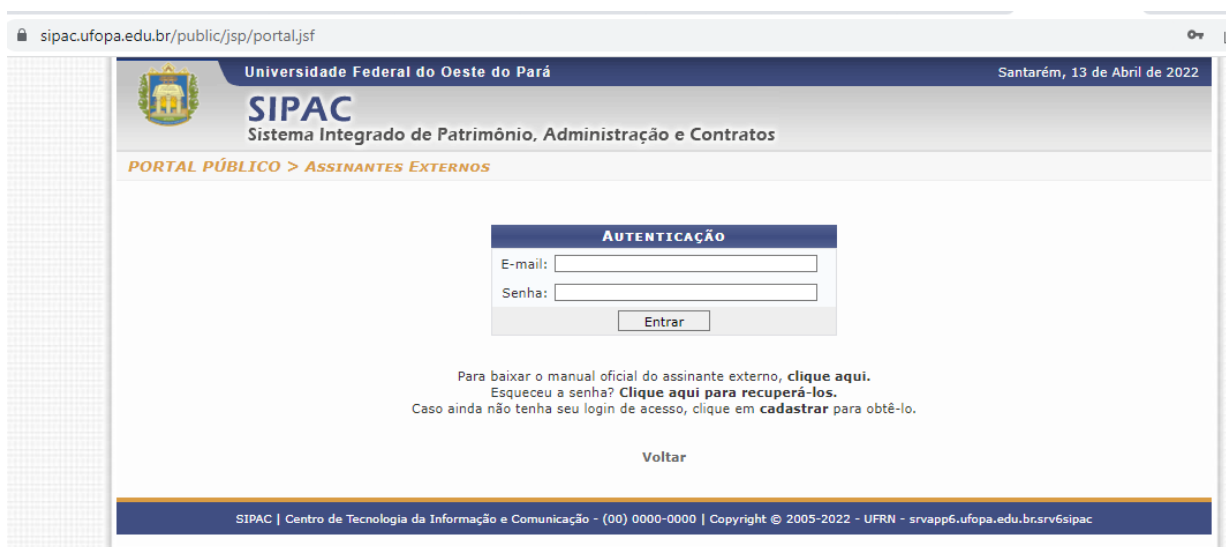 sipac.ufopa.edu.br/public/jsp/portal.jsf
Universidade Federal do Oeste do Pará
Santarém, 13 de Abril de 2022
SIPAC
Sistema Integrado de Patrimônio, Administração e Contratos
PORTAL PÚBLICO > ASSINANTES EXTERNOS
AUTENTICAÇÃO
E-mail:
Senha:
Entrar
Para baixar o manual oficial do assinante externo, clique aqui.
Esqueceu a senha? Clique aqui para recuperá-los.
Caso ainda não tenha seu login de acesso, clique em cadastrar para obtê-lo.
Voltar
SIPAC | Centro de Tecnologia da Informação e Comunicação - (00) 0000-0000 | Copyright © 2005-2022 - UFRN - srvapp6.ufopa.edu.br.srv6sipac